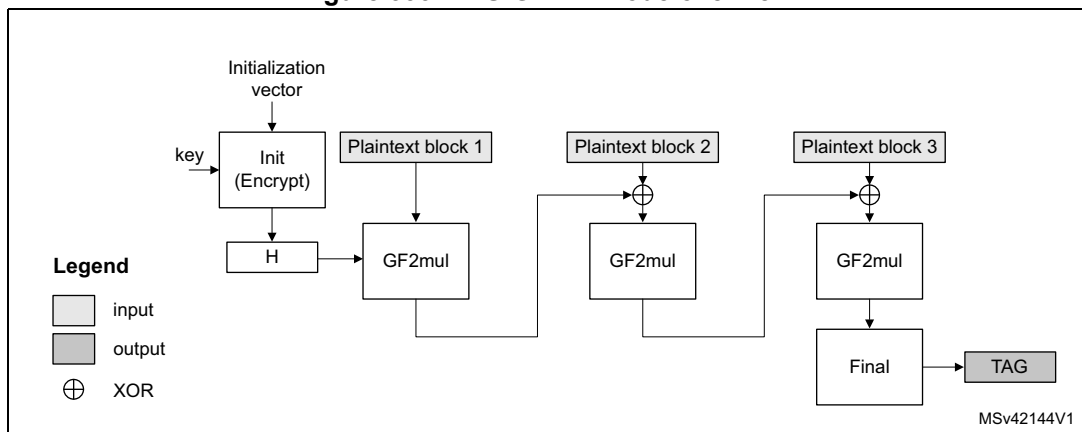 Initialization
vector
key
Init
(Encrypt)
Plaintext block 1
Plaintext block 2
Plaintext block 3
H
GF2mul
GF2mul
GF2mul
Legend
input
output
XOR
Final
TAG
MSv42144V1